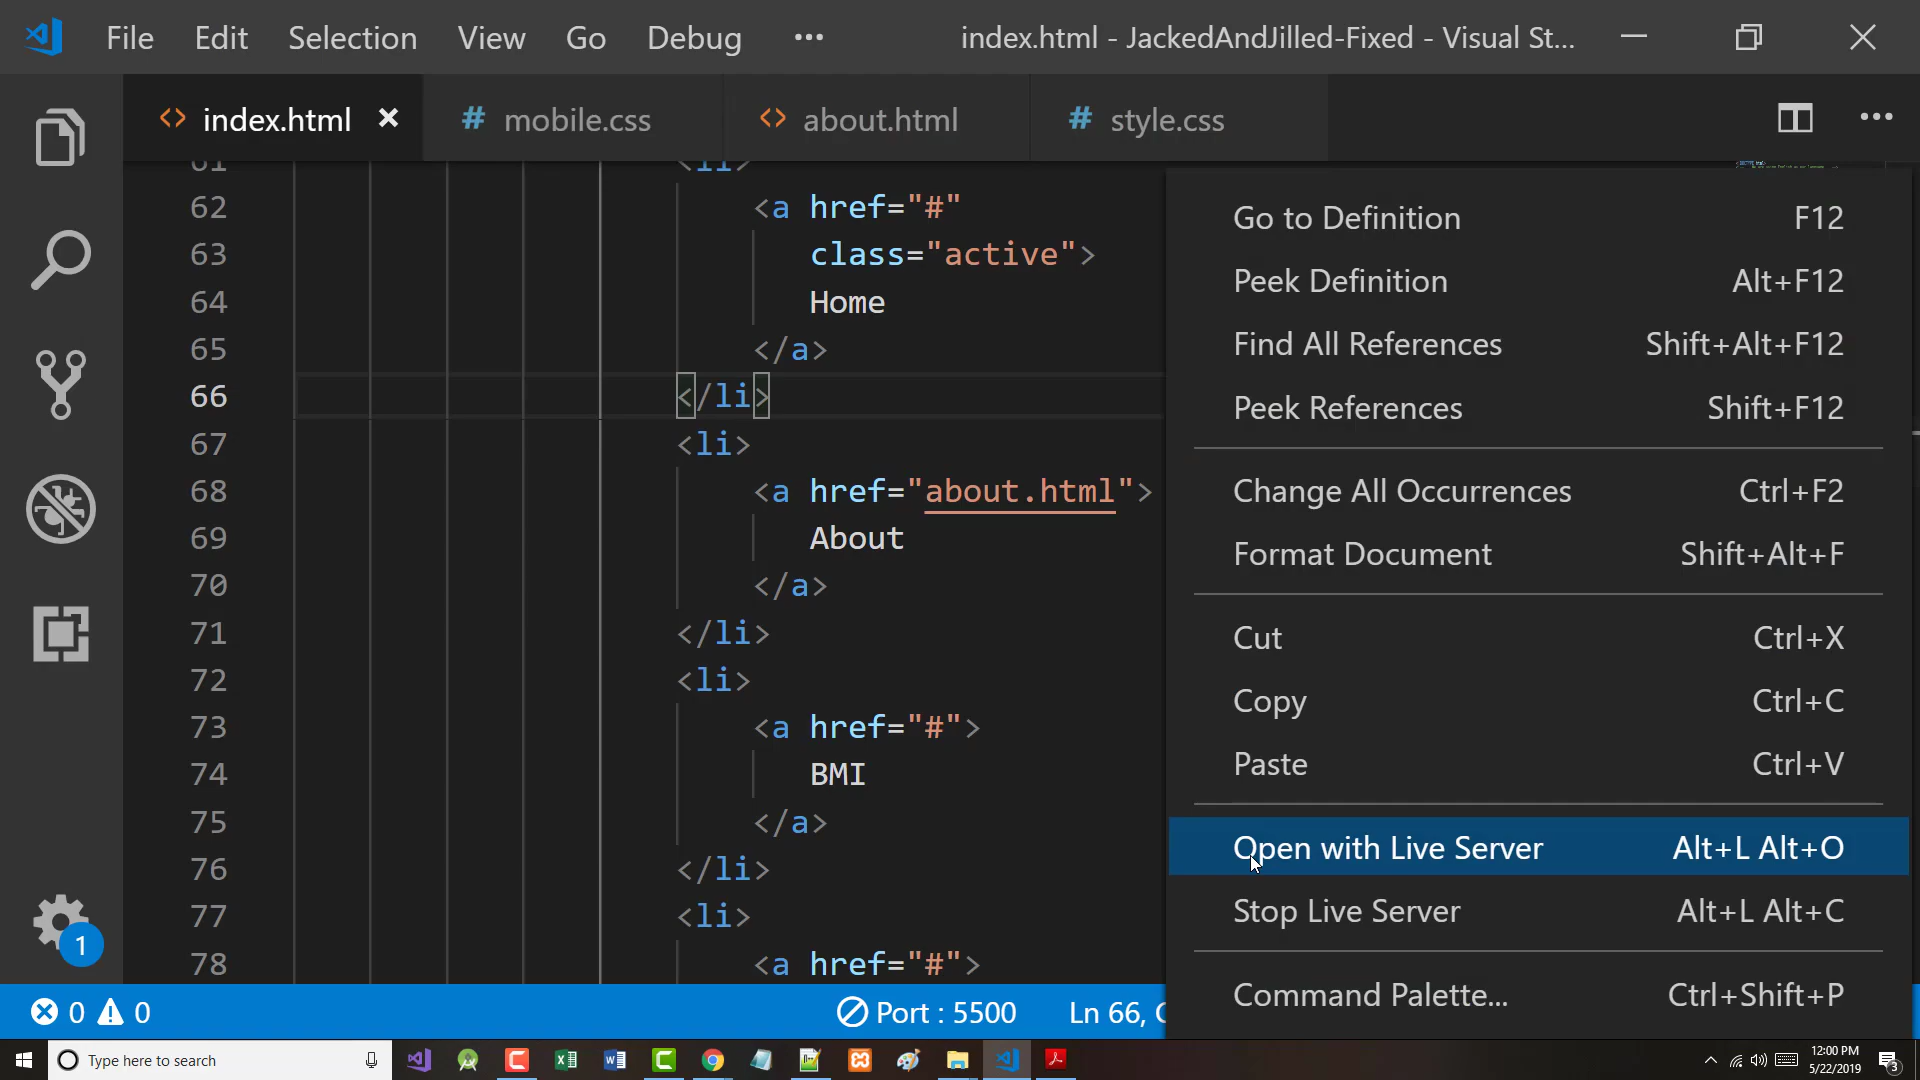 File Edit Selection View Go Debug ••• index.html - JackedAndJilled-Fixed - Visual St...
index.html mobile.css about.html style.css
61 <li>
62 <a href="#"
63 class="active">
64 Home
65 </a>
66 </li>
67 <li>
68 <a href="about.html">
69 About
70 </a>
71 </li>
72 <li>
73 <a href="#">
74 BMI
75 </a>
76 </li>
77 <li>
78 <a href="#">
Go to Definition F12
Peek Definition Alt+F12
Find All References Shift+Alt+F12
Peek References Shift+F12
Change All Occurrences Ctrl+F2
Format Document Shift+Alt+F
Cut Ctrl+X
Copy Ctrl+C
Paste Ctrl+V
Open with Live Server Alt+L Alt+O
Stop Live Server Alt+L Alt+C
Command Palette... Ctrl+Shift+P
1
0 0 Port : 5500 Ln 66,
Type here to search
12:00 PM
5/22/2019
3